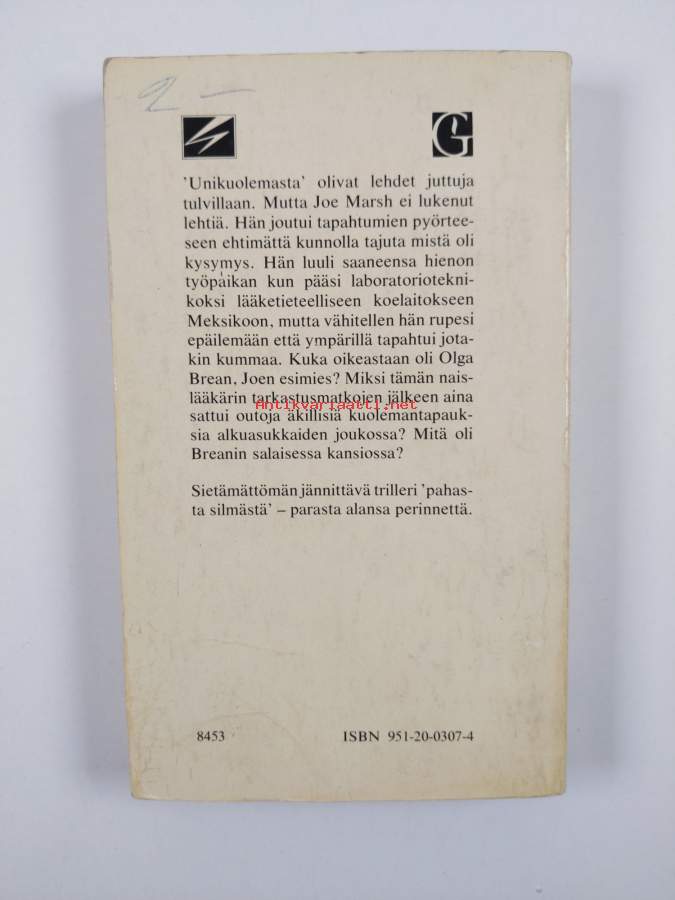 2 —
G
'Unikuolemasta' olivat lehdet juttuja
tulvillaan. Mutta Joe Marsh ei lukenut
lehtiä. Hän joutui tapahtumien pyörtee-
seen ehtimättä kunnolla tajuta mistä oli
kysymys. Hän luuli saaneensa hienon
työpaikan kun pääsi laboratoriotekni-
koksi lääketieteelliseen koelaitokseen
Meksikoon, mutta vähitellen hän rupesi
epäilemään että ympärillä tapahtui jota-
kin kummaa. Kuka oikeastaan oli Olga
Brean, Joen esimies? Miksi tämän nais-
lääkärin tarkastusmatkojen jälkeen aina
Antikvariaatti.net
sattui outoja äkillisiä kuolemantapauk-
sia alkuasukkaiden joukossa? Mitä oli
Breanin salaisessa kansiossa?
Sietämättömän jännittävä trilleri 'pahas-
ta silmästä' – parasta alansa perinnettä.
8453 ISBN 951-20-0307-4